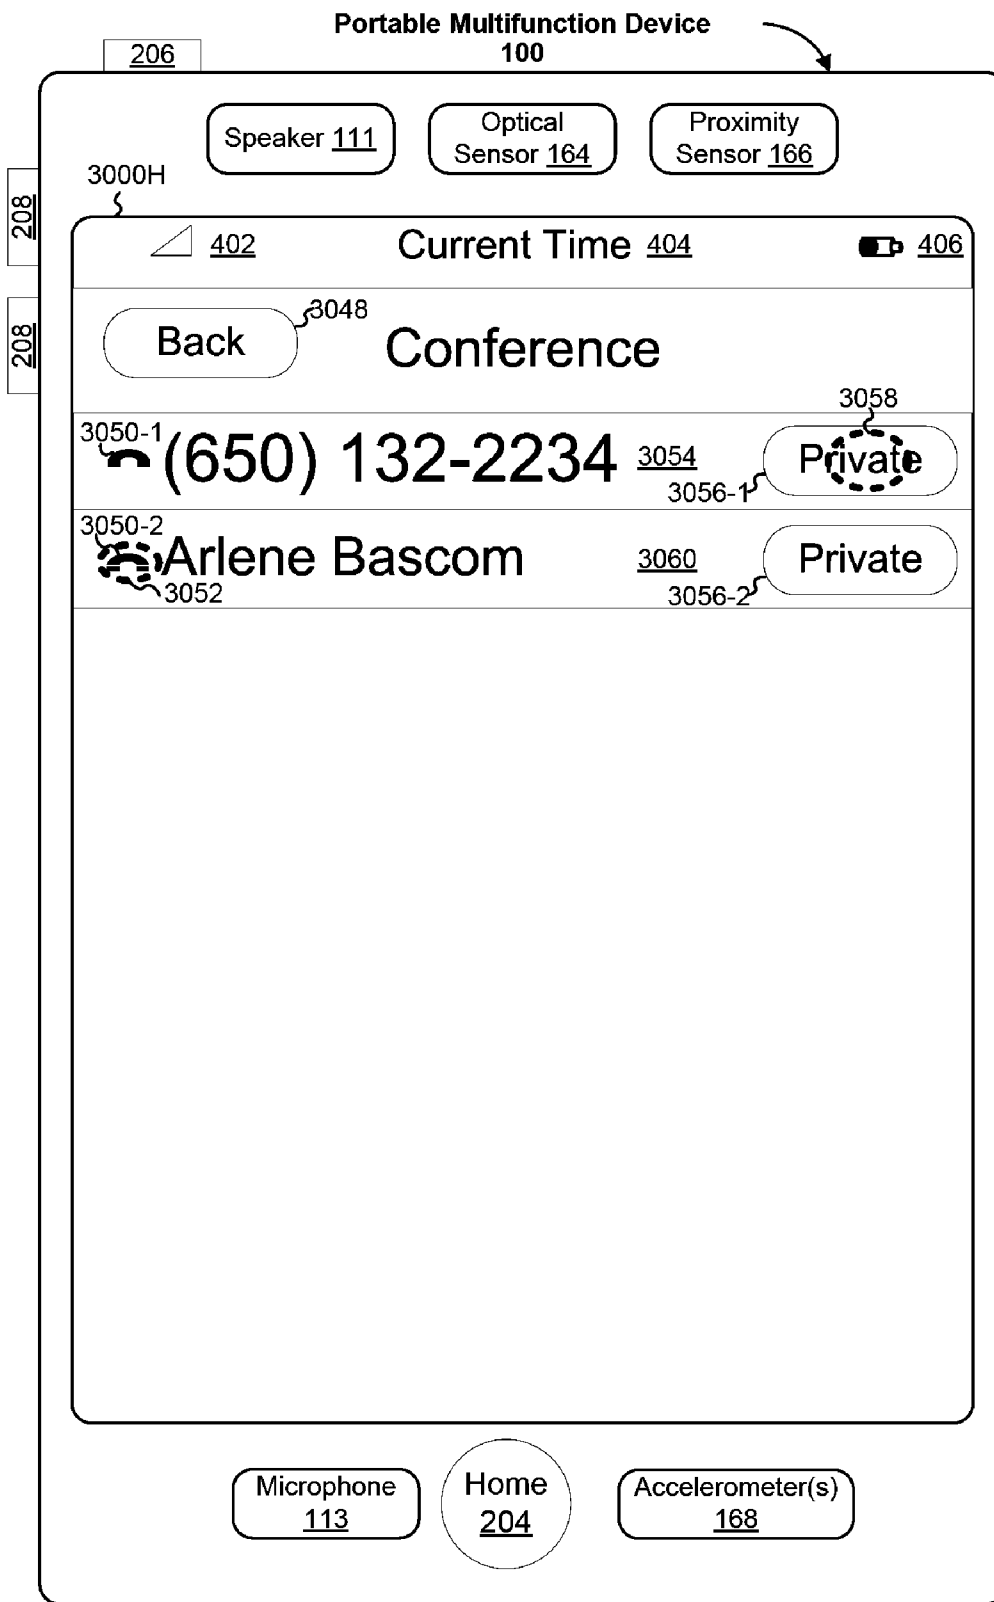 Portable Multifunction Device
100
206
Speaker 111
Optical
Sensor 164
Proximity
Sensor 166
3000H
208
402
Current Time 404
406
208
Back
3048
Conference
3058
3050-1
(650) 132-2234
3054
Private
3056-1
3050-2
Arlene Bascom
3060
Private
3052
3056-2
Microphone
113
Home
204
Accelerometer(s)
168